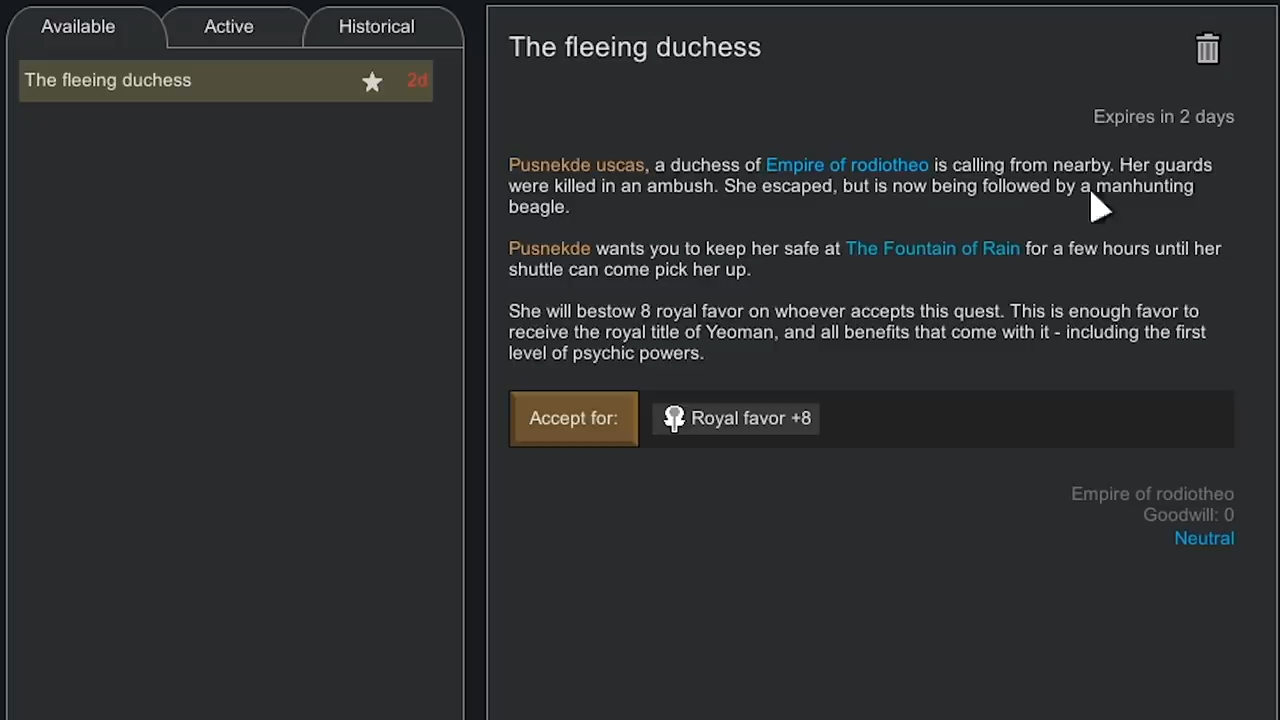 Available
Active
Historical
The fleeing duchess
2d
The fleeing duchess
Expires in 2 days
Pusnekde uscas, a duchess of Empire of rodiotheo is calling from nearby. Her guards
were killed in an ambush. She escaped, but is now being followed by a manhunting
beagle.
Pusnekde wants you to keep her safe at The Fountain of Rain for a few hours until her
shuttle can come pick her up.
She will bestow 8 royal favor on whoever accepts this quest. This is enough favor to
receive the royal title of Yeoman, and all benefits that come with it - including the first
level of psychic powers.
Accept for:
Royal favor +8
Empire of rodiotheo
Goodwill: 0
Neutral